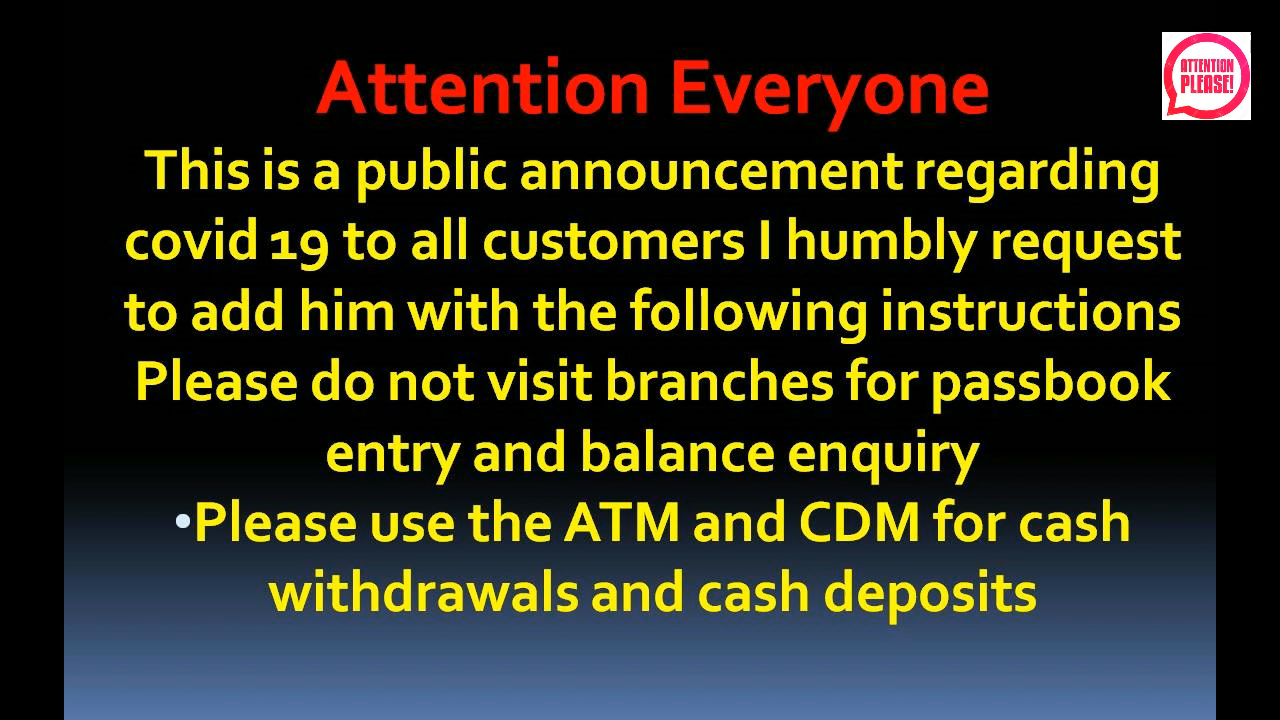 Attention Everyone
ATTENTION
PLEASE!
This is a public announcement regarding
covid 19 to all customers I humbly request
to add him with the following instructions
Please do not visit branches for passbook
entry and balance enquiry
•Please use the ATM and CDM for cash
withdrawals and cash deposits